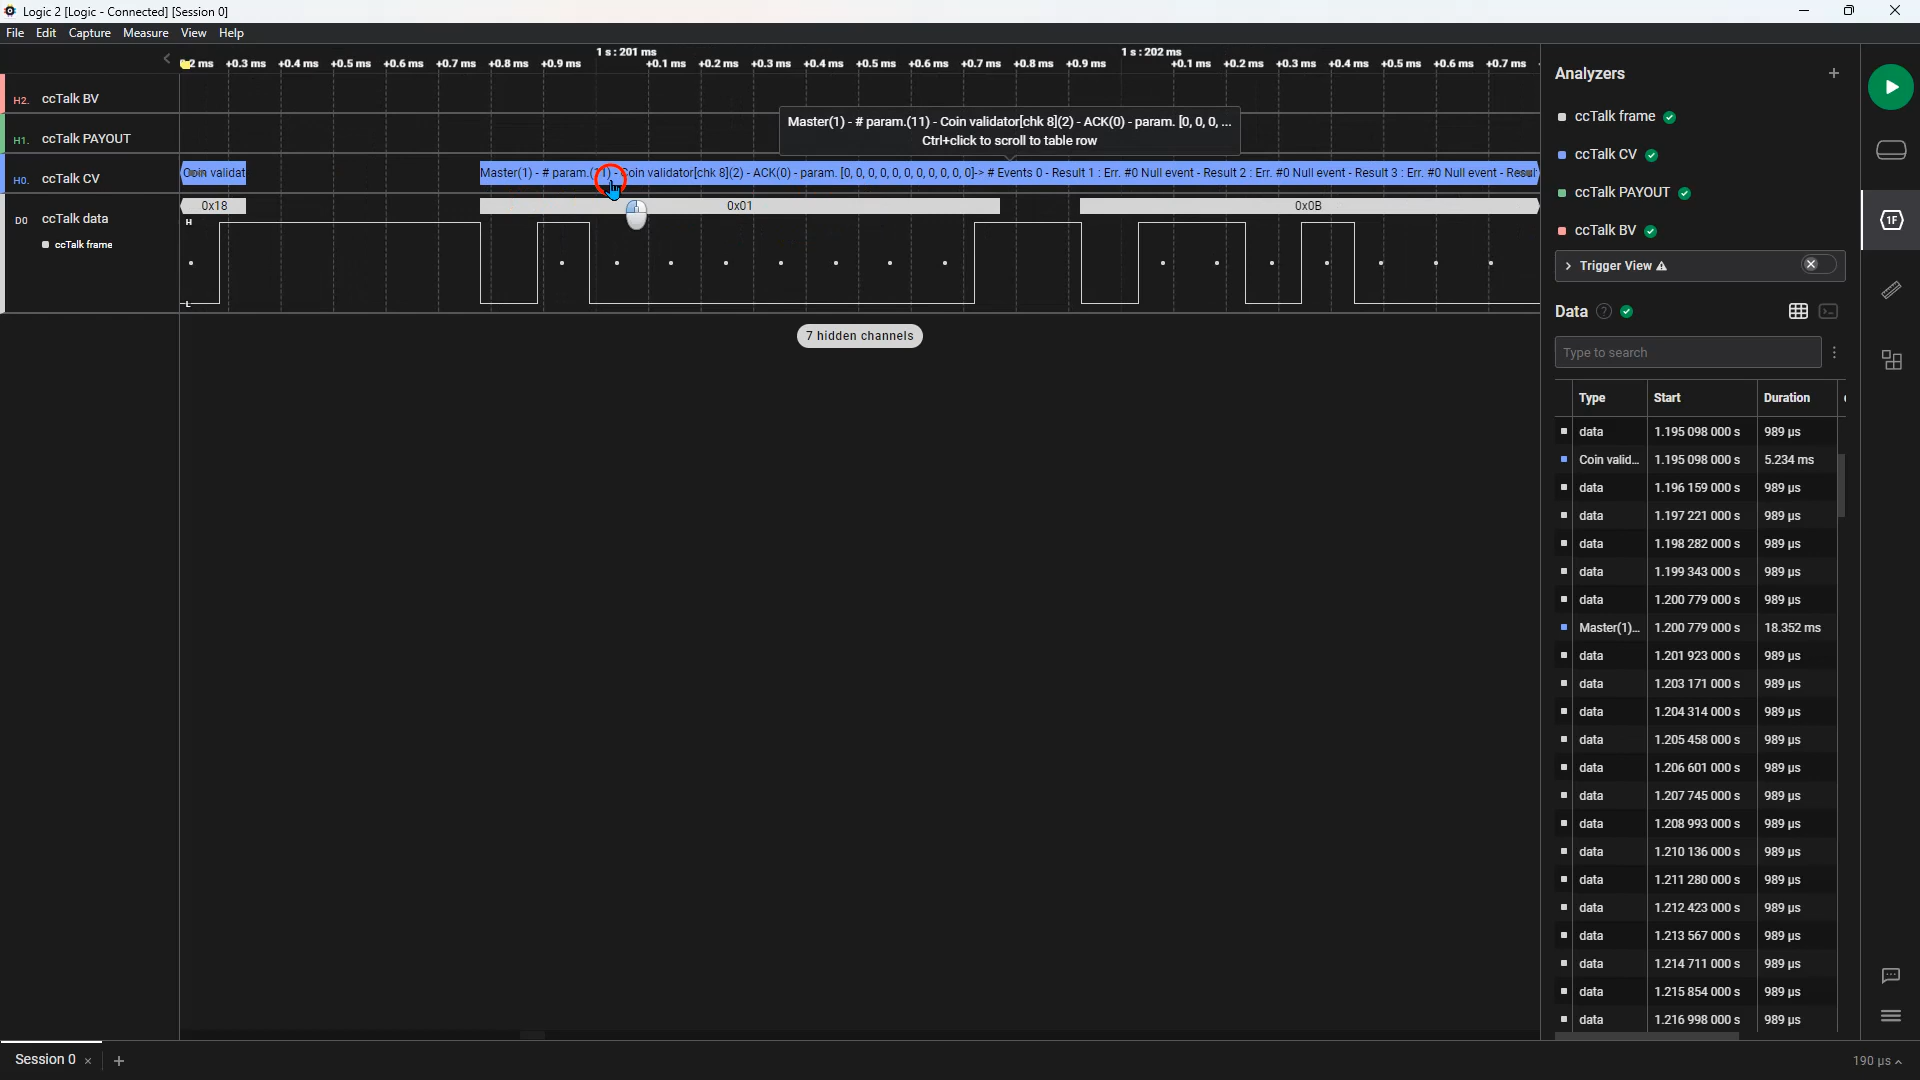 Logic 2 [Logic - Connected] [Session 0]
File Edit Capture Measure View Help
1 s : 201 ms 1 s : 202 ms
+0.3 ms +0.4 ms +0.5 ms +0.6 ms +0.7 ms +0.8 ms +0.9 ms +0.1 ms +0.2 ms +0.3 ms +0.4 ms +0.5 ms +0.6 ms +0.7 ms +0.8 ms +0.9 ms +0.1 ms +0.2 ms +0.3 ms +0.4 ms +0.5 ms +0.6 ms +0.7 ms
H2. ccTalk BV
H1. ccTalk PAYOUT
Master(1) - # param.(11) - Coin validator[chk 8](2) - ACK(0) - param. [0, 0, 0, ...
Ctrl+click to scroll to table row
H0. ccTalk CV
Coin validat
Master(1) - # param.(11) - Coin validator[chk 8](2) - ACK(0) - param. [0, 0, 0, 0, 0, 0, 0, 0, 0, 0, 0]-> # Events 0 - Result 1 : Err. #0 Null event - Result 2 : Err. #0 Null event - Result 3 : Err. #0 Null event -
D0 ccTalk data
ccTalk frame
0x18 0x01 0x0B
H
L
7 hidden channels
Analyzers +
ccTalk frame
ccTalk CV
ccTalk PAYOUT
ccTalk BV
Trigger View
Data ?
Type to search
Type Start Duration
data 1.195 098 000 s 989 µs
Coin valid... 1.195 098 000 s 5.234 ms
data 1.196 159 000 s 989 µs
data 1.197 221 000 s 989 µs
data 1.198 282 000 s 989 µs
data 1.199 343 000 s 989 µs
data 1.200 779 000 s 989 µs
Master(1)... 1.200 779 000 s 18.352 ms
data 1.201 923 000 s 989 µs
data 1.203 171 000 s 989 µs
data 1.204 314 000 s 989 µs
data 1.205 458 000 s 989 µs
data 1.206 601 000 s 989 µs
data 1.207 745 000 s 989 µs
data 1.208 993 000 s 989 µs
data 1.210 136 000 s 989 µs
data 1.211 280 000 s 989 µs
data 1.212 423 000 s 989 µs
data 1.213 567 000 s 989 µs
data 1.214 711 000 s 989 µs
data 1.215 854 000 s 989 µs
data 1.216 998 000 s 989 µs
1F
Session 0 × +
190 µs